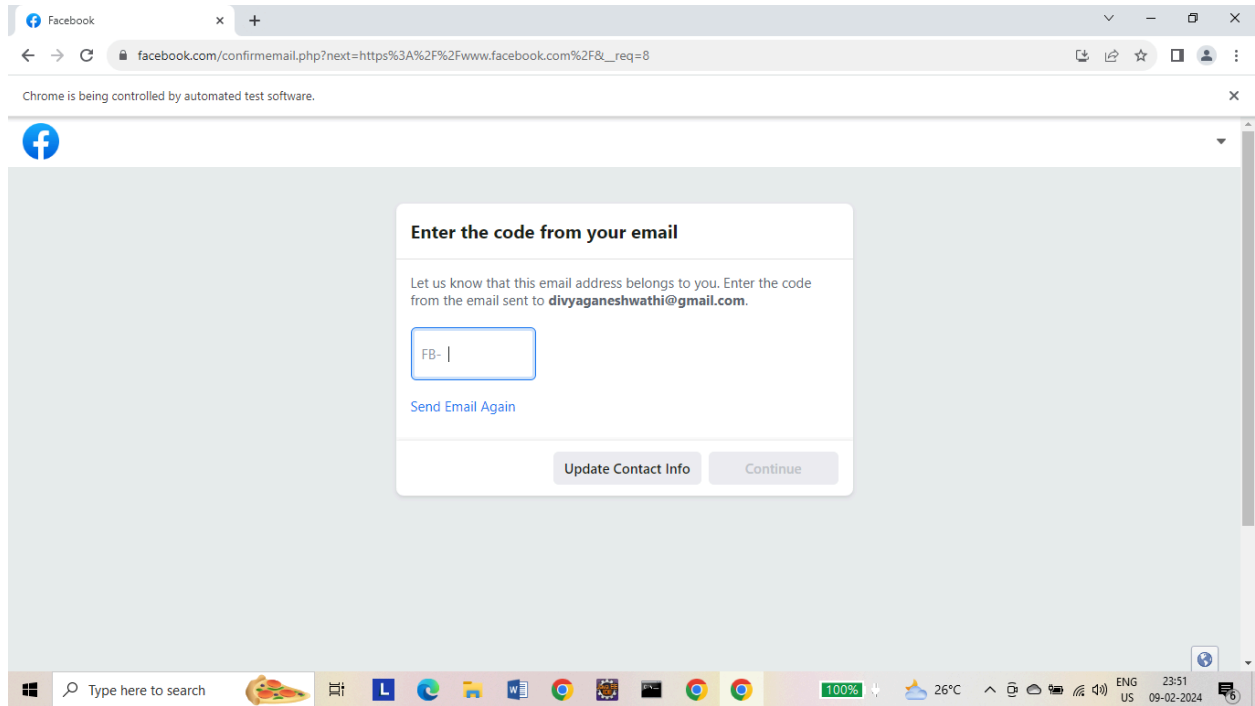 Facebook
facebook.com/confirmemail.php?next=https%3A%2F%2Fwww.facebook.com%2F&_req=8
Chrome is being controlled by automated test software.
Enter the code from your email
Let us know that this email address belongs to you. Enter the code
from the email sent to divyaganeshwathi@gmail.com.
FB-
Send Email Again
Update Contact Info Continue
Type here to search
L
100%
26°C
ENG
US
23:51
09-02-2024
6